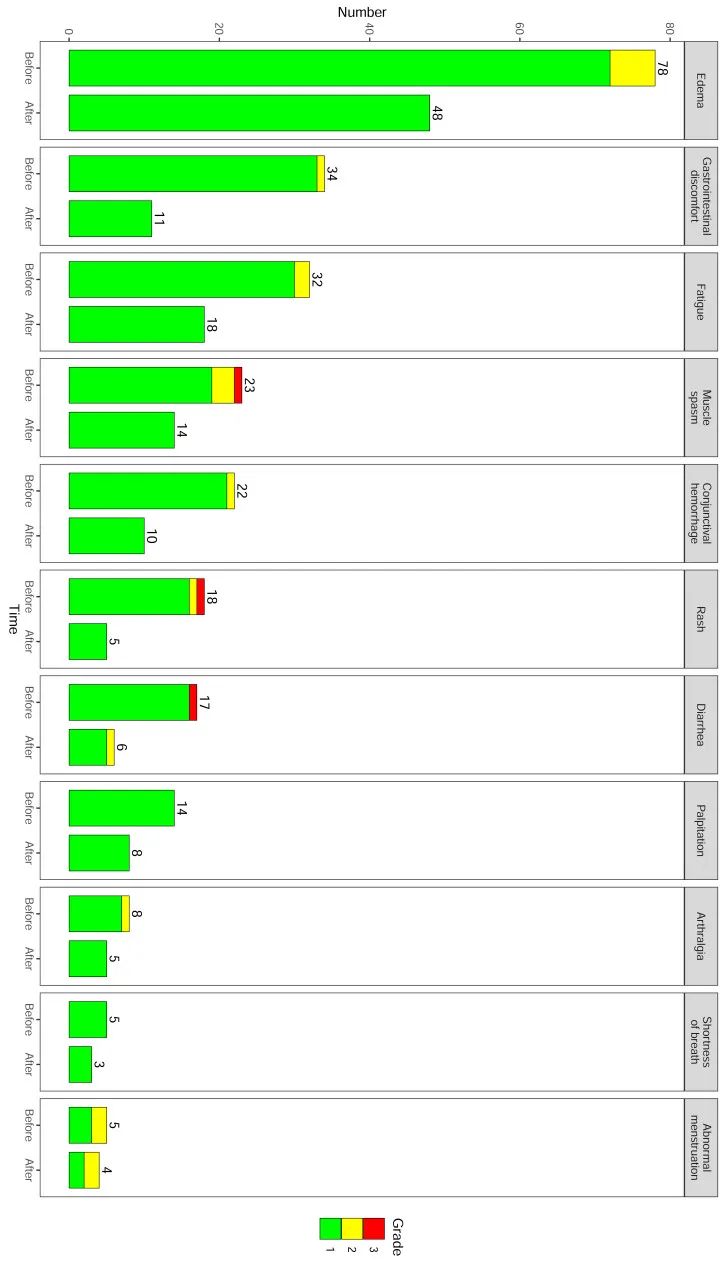 Edema
Gastrointestinal
discomfort
Fatigue
Muscle
spasm
Conjunctival
hemorrhage
Rash
Diarrhea
Palpitation
Arthralgia
Shortness
of breath
Abnormal
menstruation
Number
80
60
40
20
0
78
48
34
11
32
18
23
14
22
10
18
5
17
6
14
8
8
5
5
3
5
4
Before After Before After Before After Before After Before After Before After Before After Before After Before After Before After Before After
Time
Grade
3
2
1